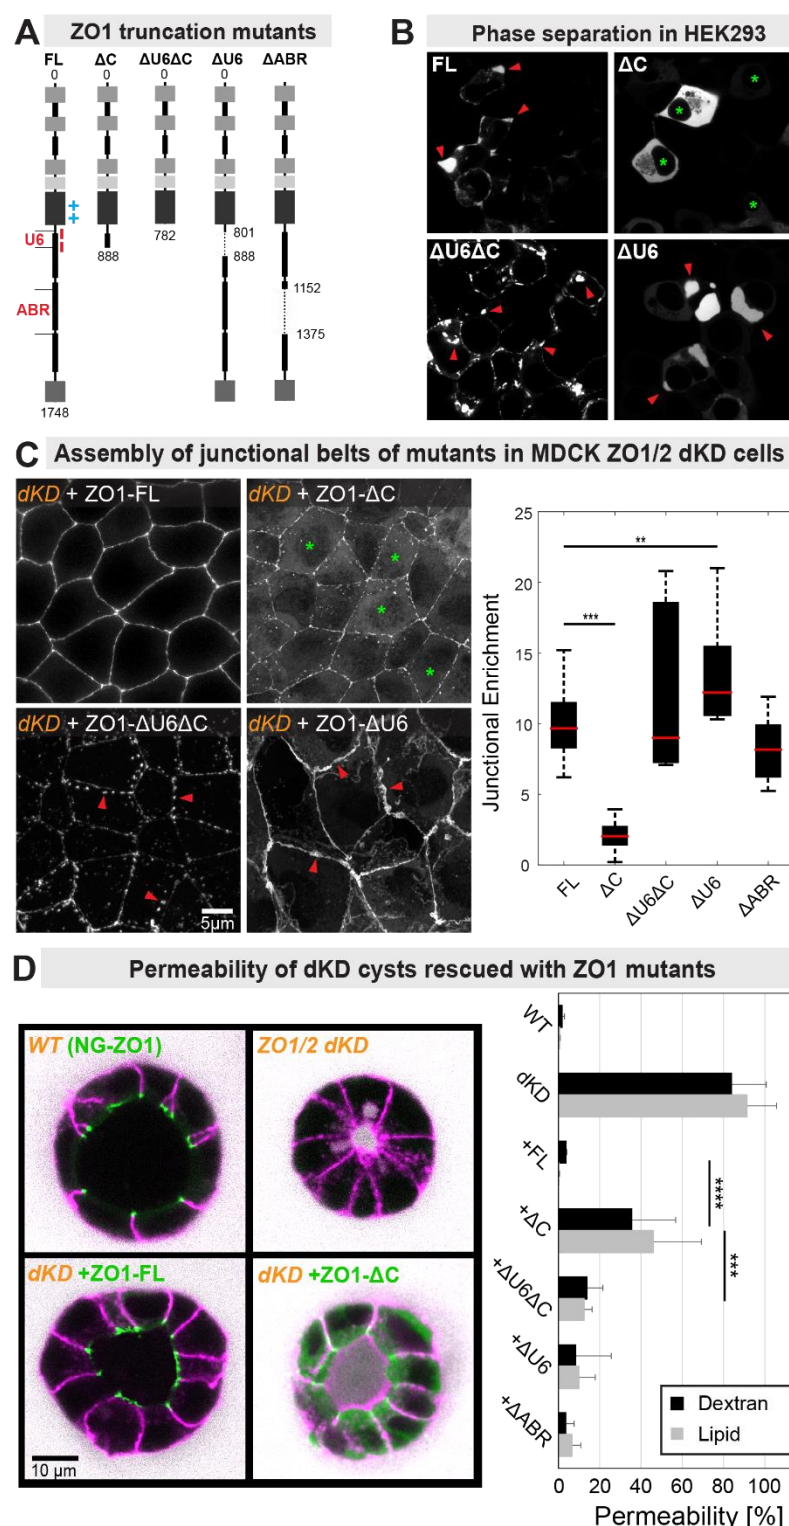 A ZO1 truncation mutants
FL ΔC ΔU6ΔC ΔU6 ΔABR
0 0 0 0 0
+
+
U6
801
782
888
888
1152
ABR
1375
1748
B Phase separation in HEK293
FL ΔC
*
*
*
*
ΔU6ΔC ΔU6
C Assembly of junctional belts of mutants in MDCK ZO1/2 dKD cells
dKD + ZO1-FL dKD + ZO1-ΔC
*
*
*
*
dKD + ZO1-ΔU6ΔC dKD + ZO1-ΔU6
5μm
Junctional Enrichment
25
20
15
10
5
0
**
***
FL ΔC ΔU6ΔC ΔU6 ΔABR
D Permeability of dKD cysts rescued with ZO1 mutants
WT (NG-ZO1) ZO1/2 dKD
dKD +ZO1-FL dKD +ZO1-ΔC
10 μm
WT
dKD
+FL
+ΔC
+ΔU6ΔC
+ΔU6
+ΔABR
****
***
Dextran
Lipid
0 20 40 60 80 100
Permeability [%]